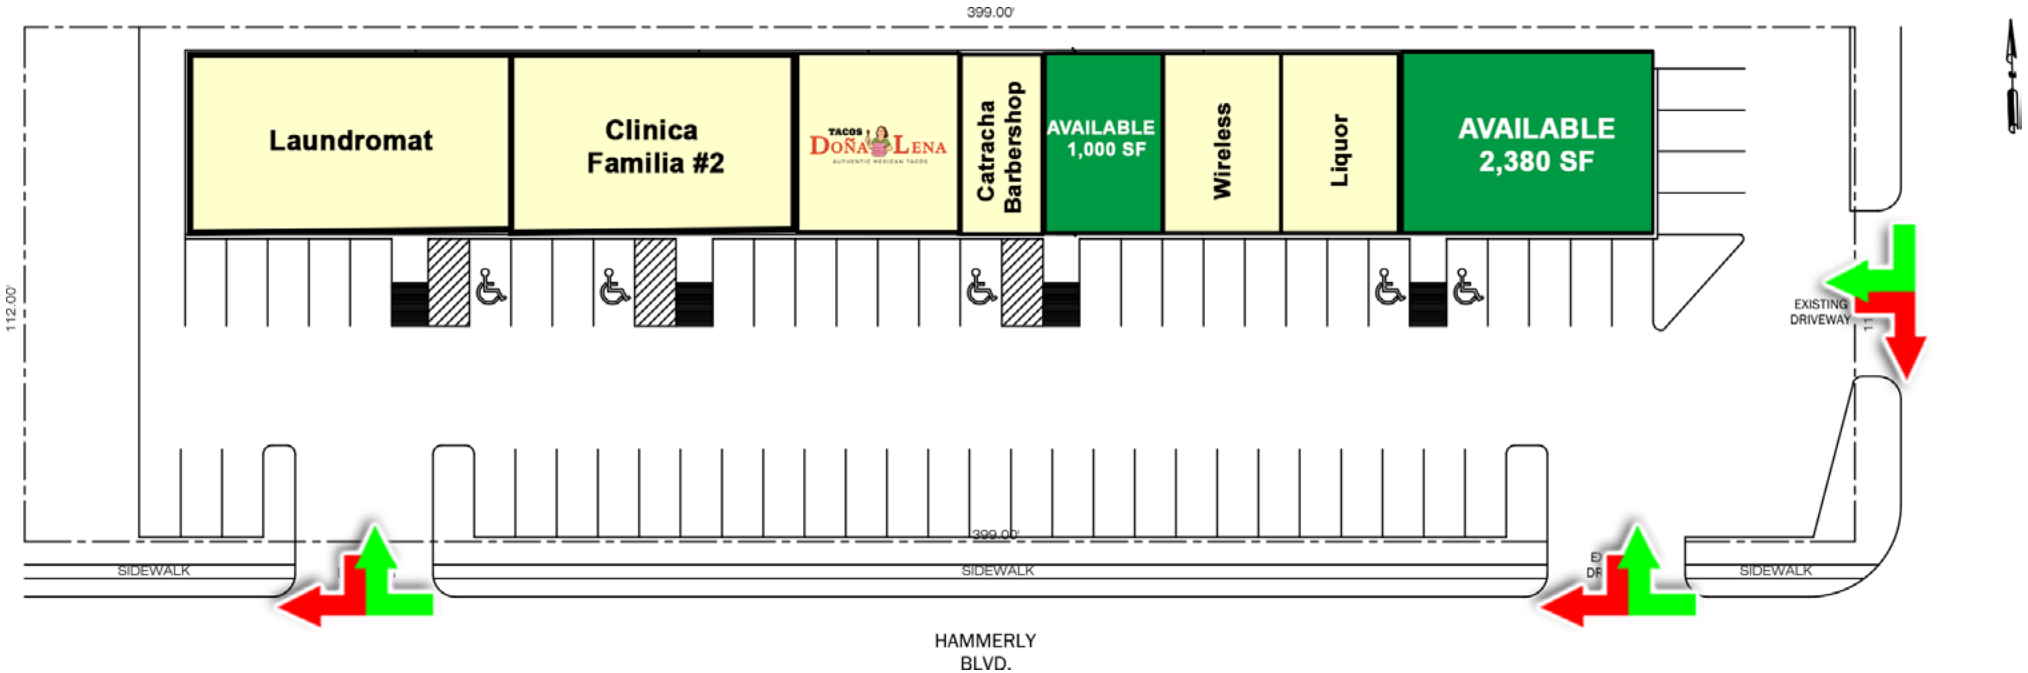 399.00'
Laundromat
Clinica
Familia #2
TACOS
DOÑA LENA
AUTHENTIC MEXICAN TACOS
Catracha
Barbershop
AVAILABLE
1,000 SF
Wireless
Liquor
AVAILABLE
2,380 SF
112.00'
EXISTING
DRIVEWAY
399.00'
SIDEWALK
SIDEWALK
SIDEWALK
HAMMERLY
BLVD.